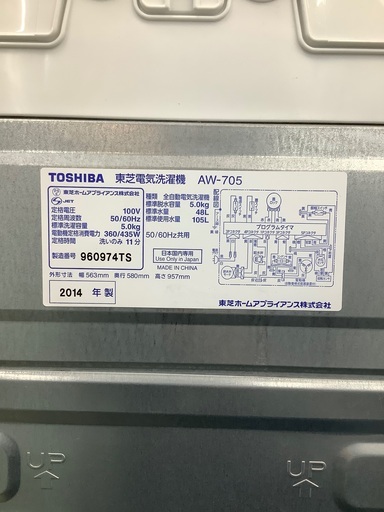 TOSHIBA 東芝電気洗濯機 AW-705
東芝ホームアプライアンス株式会社
JET
定格電圧 100V
定格周波数 50/60Hz
標準洗濯容量 5.0kg
電動機定格消費電力 360/435W
定格時間 洗いのみ 11分
製造番号 960974TS
種類 全自動電気洗濯機
標準脱水容量 5.0kg
標準水量 48L
標準使用水量 105L
50/60Hz共用
日本国内専用
Use Only in Japan
MADE IN CHINA
外形寸法 幅 563mm 奥行 580mm 高さ 957mm
2014 年製
配線図
プログラムタイマ
東芝ホームアプライアンス株式会社
UP
UP